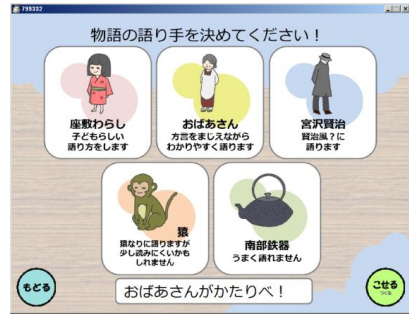 799332
物語の語り手を決めてください！
座敷わらし
子どもらしい
語り方をします
おばあさん
方言をまじえながら
わかりやすく語ります
宮沢賢治
賢治風？に
語ります
猿
猿なりに語りますが
少し読みにくいかも
しれません
南部鉄器
うまく語れません
もどる
おばあさんがかたりべ！
こせる
つくる